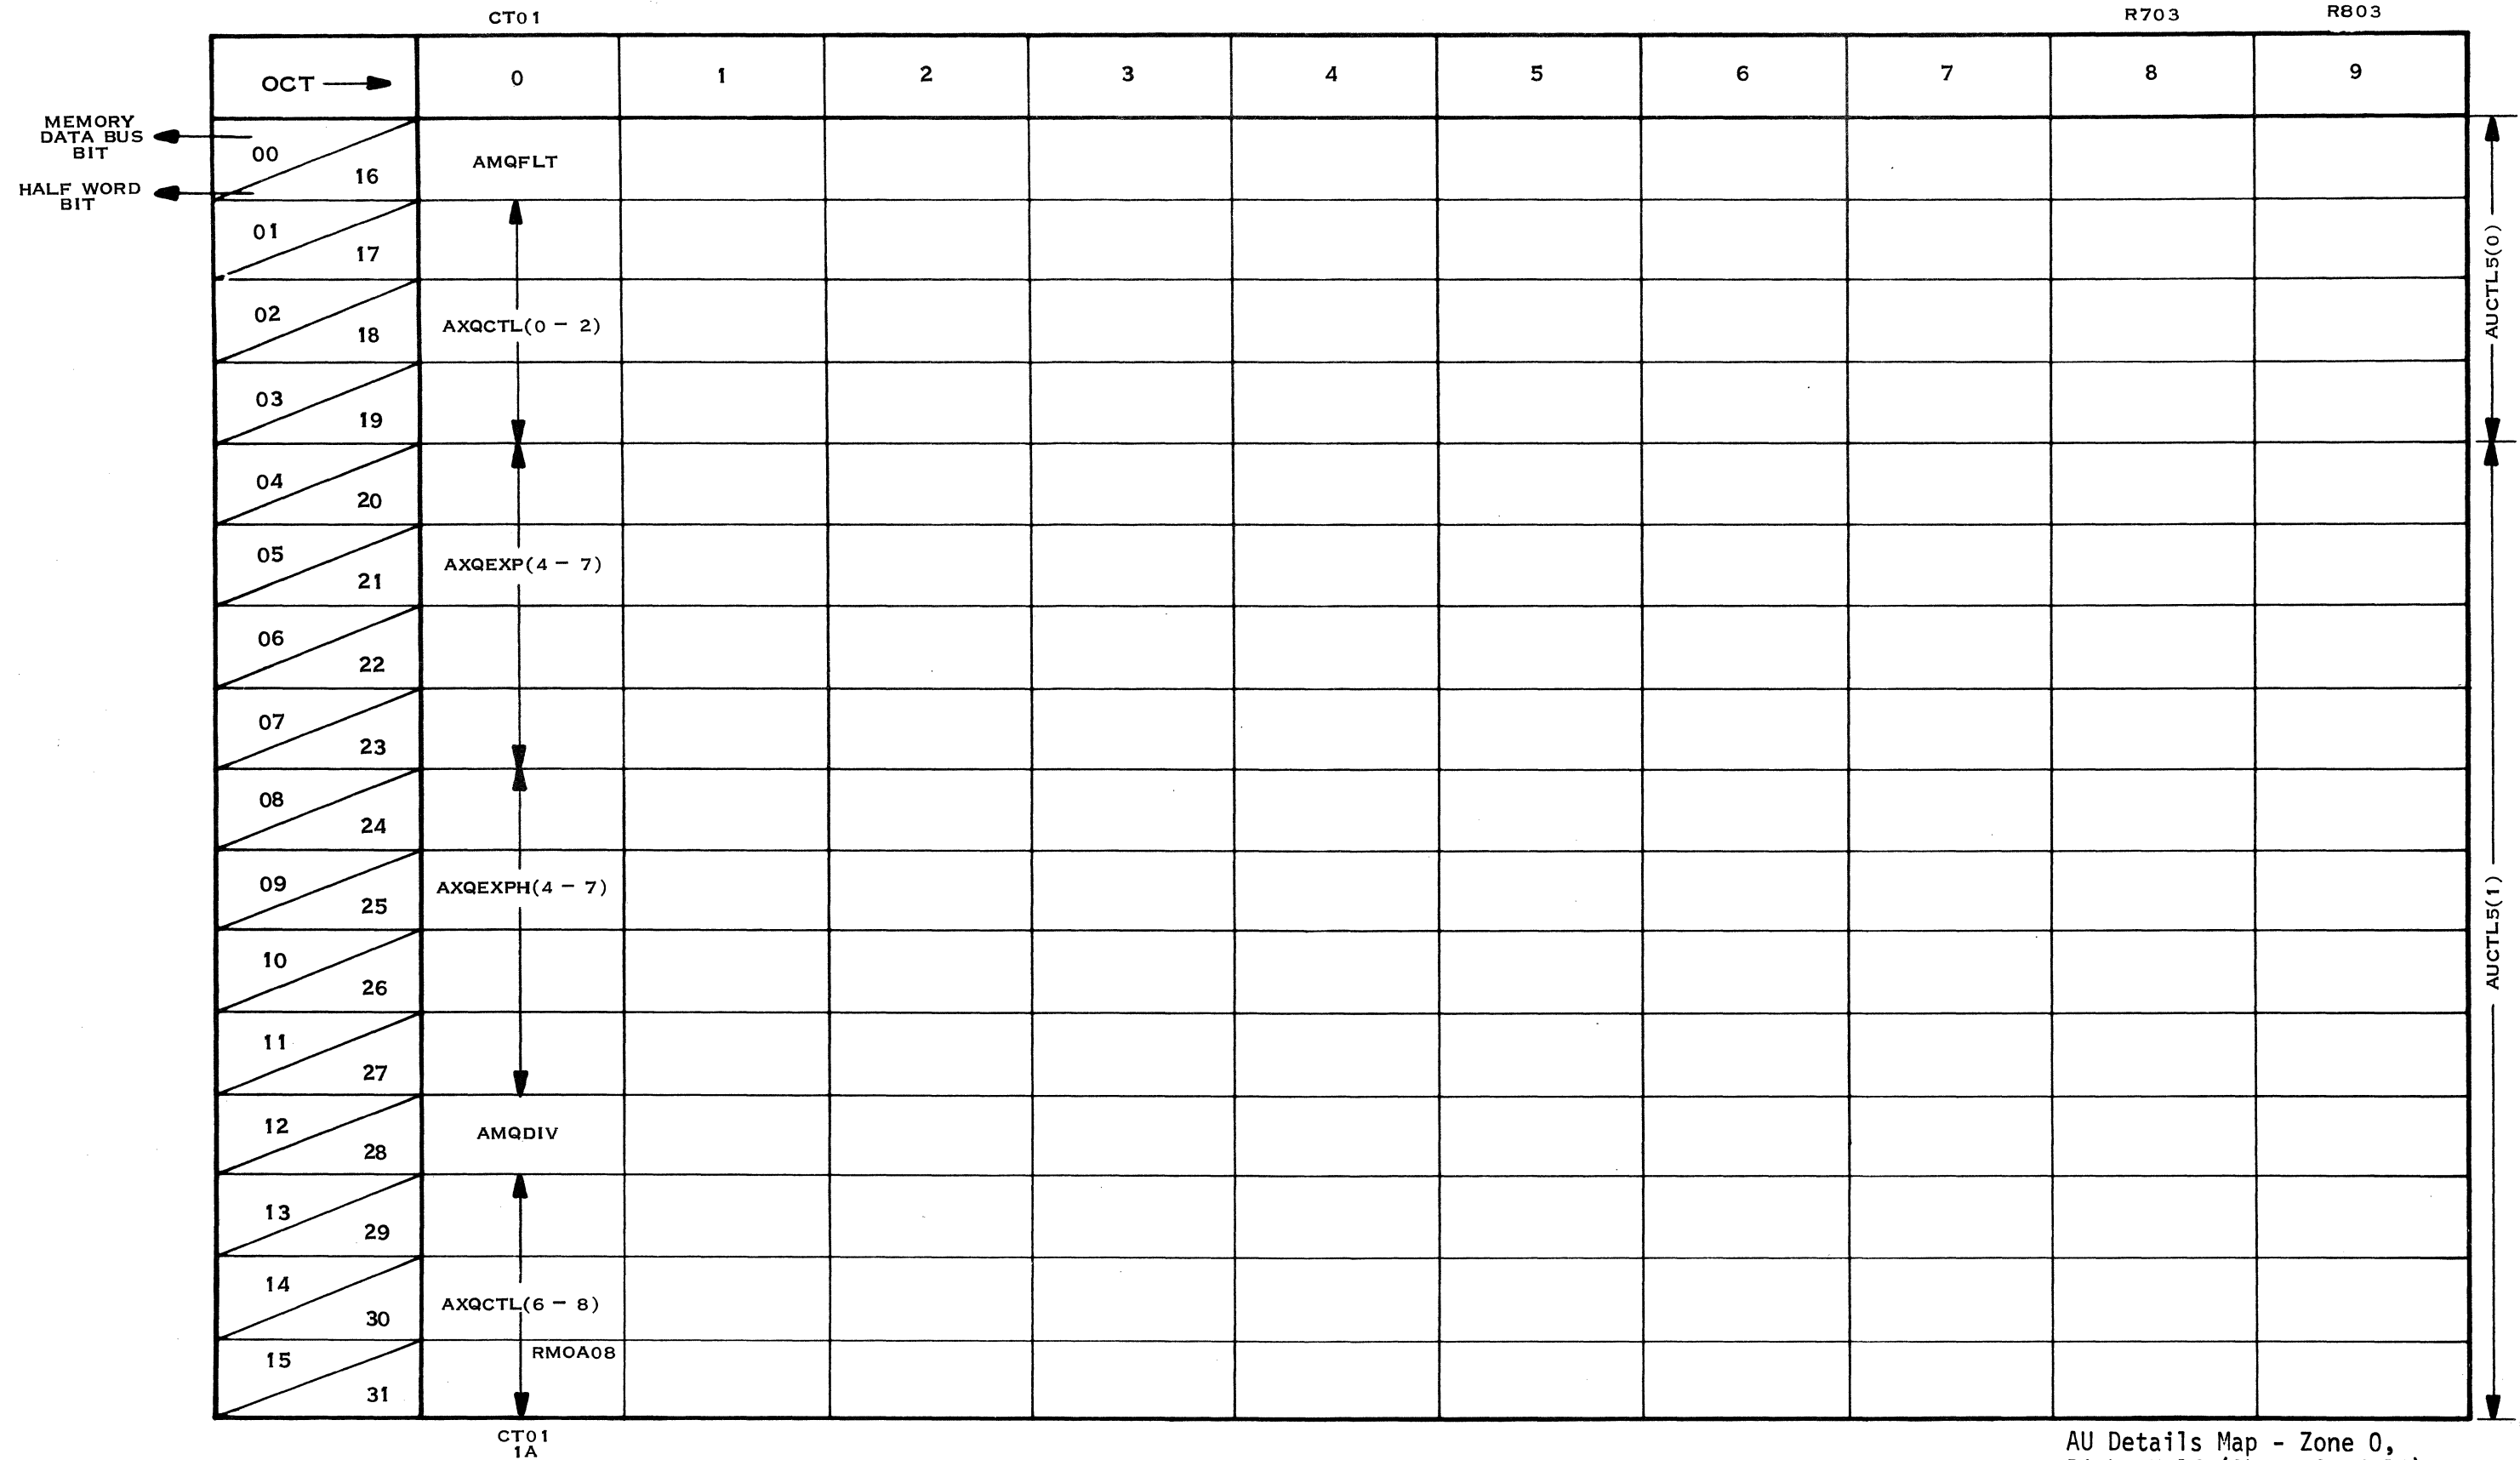 CT01 R703 R803
OCT 0 1 2 3 4 5 6 7 8 9
MEMORY
DATA BUS
BIT
HALF WORD
BIT
00 16 AMQFLT
01 17
02 18 AXQCTL(0 — 2)
03 19
04 20
05 21 AXQEXP(4 — 7)
06 22
07 23
08 24
09 25 AXQEXPH(4 — 7)
10 26
11 27
12 28 AMQDIV
13 29
14 30 AXQCTL(6 — 8)
15 31 RMOA08
AUCTL5(0)
AUCTL5(1)
CT01
1A
AU Details Map - Zone 0,